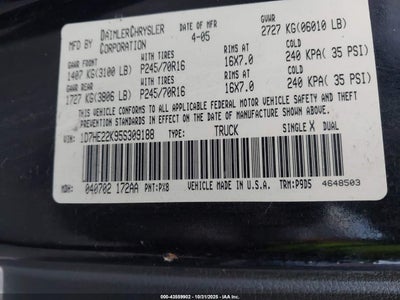 MFD BY DAIMLERCHRYSLER CORPORATION DATE OF MFR 4-05 GVWR 2727 KG(06010 LB)
GAWR FRONT 1407 KG(3100 LB) WITH TIRES P245/70R16 RIMS AT 16X7.0 COLD 240 KPA( 35 PSI)
GAWR REAR 1727 KG(3806 LB) WITH TIRES P245/70R16 RIMS AT 16X7.0 COLD 240 KPA( 35 PSI)
THIS VEHICLE CONFORMS TO ALL APPLICABLE FEDERAL MOTOR VEHICLE SAFETY AND THEFT
PREVENTION STANDARDS IN EFFECT ON THE DATE OF MANUFACTURE SHOWN ABOVE.
VIN: 1D7HE22K95S309188 TYPE: TRUCK SINGLE X DUAL
MDH: 040702 172AA PNT:PX8 VEHICLE MADE IN U.S.A. TRM:P9D5 4648503
000-43559902 - 10/31/2025 - IAA